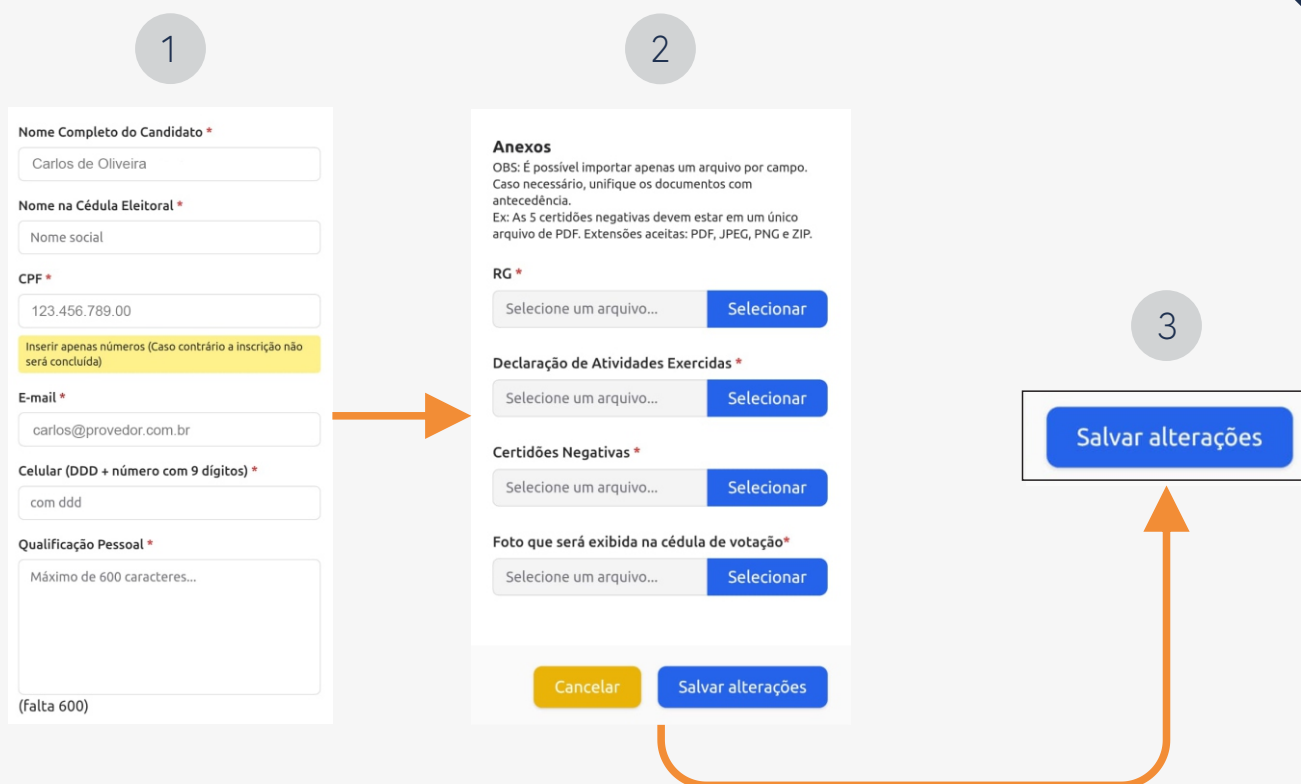 1
Nome Completo do Candidato *
Carlos de Oliveira
Nome na Cédula Eleitoral *
Nome social
CPF *
123.456.789.00
Inserir apenas números (Caso contrário a inscrição não
será concluída)
E-mail *
carlos@provedor.com.br
Celular (DDD + número com 9 dígitos) *
com ddd
Qualificação Pessoal *
Máximo de 600 caracteres...
(falta 600)
2
Anexos
OBS: É possível importar apenas um arquivo por campo.
Caso necessário, unifique os documentos com
antecedência.
Ex: As 5 certidões negativas devem estar em um único
arquivo de PDF. Extensões aceitas: PDF, JPEG, PNG e ZIP.
RG *
Selecione um arquivo... Selecionar
Declaração de Atividades Exercidas *
Selecione um arquivo... Selecionar
Certidões Negativas *
Selecione um arquivo... Selecionar
Foto que será exibida na cédula de votação*
Selecione um arquivo... Selecionar
Cancelar Salvar alterações
3
Salvar alterações